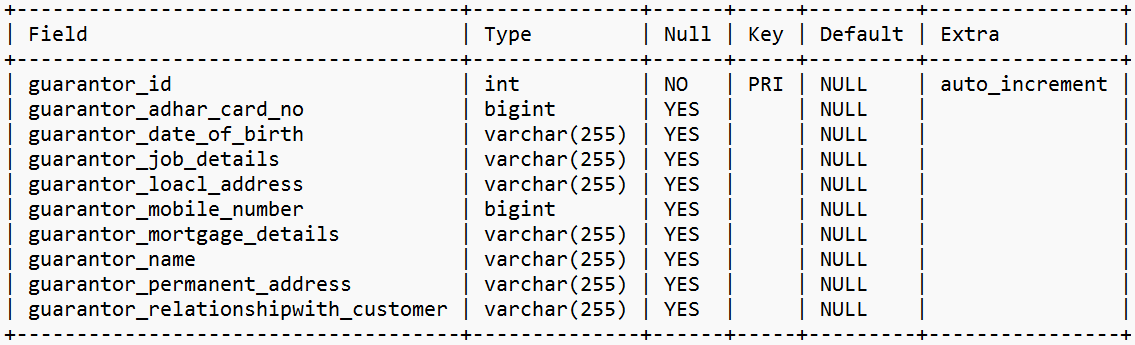 +--------------------------------------+--------------+------+-----+---------+----------------+
| Field                                | Type         | Null | Key | Default | Extra          |
+--------------------------------------+--------------+------+-----+---------+----------------+
| guarantor_id                         | int          | NO   | PRI | NULL    | auto_increment |
| guarantor_adhar_card_no              | bigint       | YES  |     | NULL    |                |
| guarantor_date_of_birth              | varchar(255) | YES  |     | NULL    |                |
| guarantor_job_details                | varchar(255) | YES  |     | NULL    |                |
| guarantor_loacl_address              | varchar(255) | YES  |     | NULL    |                |
| guarantor_mobile_number              | bigint       | YES  |     | NULL    |                |
| guarantor_mortgage_details           | varchar(255) | YES  |     | NULL    |                |
| guarantor_name                       | varchar(255) | YES  |     | NULL    |                |
| guarantor_permanent_address          | varchar(255) | YES  |     | NULL    |                |
| guarantor_relationshipwith_customer  | varchar(255) | YES  |     | NULL    |                |
+--------------------------------------+--------------+------+-----+---------+----------------+